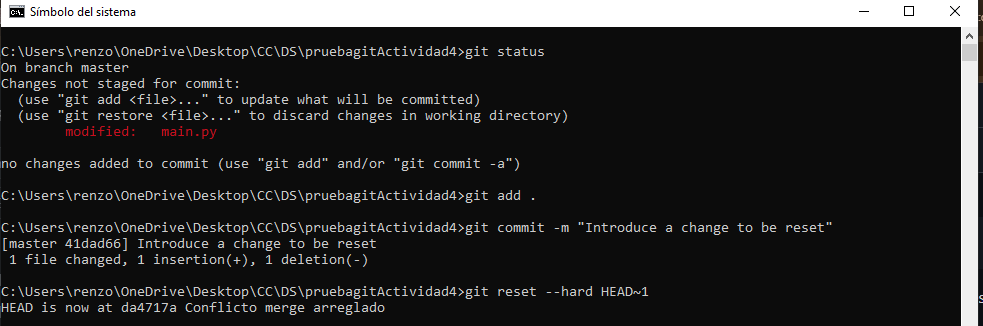 Símbolo del sistema
C:\Users\renzo\OneDrive\Desktop\CC\DS\pruebagitActividad4>git status
On branch master
Changes not staged for commit:
  (use "git add <file>..." to update what will be committed)
  (use "git restore <file>..." to discard changes in working directory)
        modified:   main.py
no changes added to commit (use "git add" and/or "git commit -a")
C:\Users\renzo\OneDrive\Desktop\CC\DS\pruebagitActividad4>git add .
C:\Users\renzo\OneDrive\Desktop\CC\DS\pruebagitActividad4>git commit -m "Introduce a change to be reset"
[master 41dad66] Introduce a change to be reset
 1 file changed, 1 insertion(+), 1 deletion(-)
C:\Users\renzo\OneDrive\Desktop\CC\DS\pruebagitActividad4>git reset --hard HEAD~1
HEAD is now at da4717a Conflicto merge arreglado